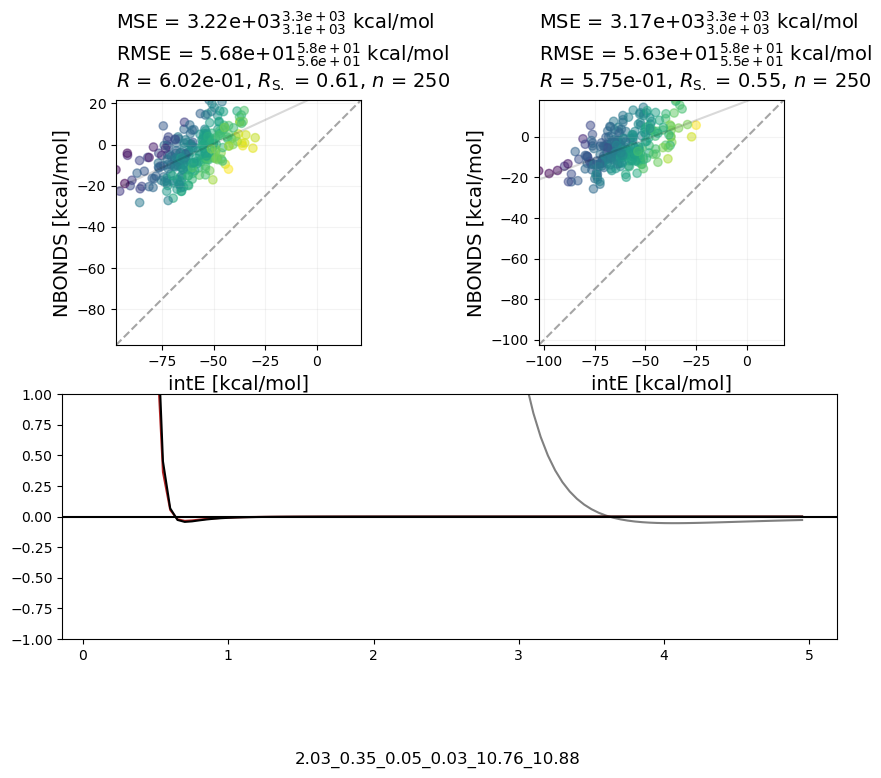 MSE = 3.22e+03 3.3e+03 3.1e+03 kcal/mol
RMSE = 5.68e+01 5.8e+01 5.6e+01 kcal/mol
R = 6.02e-01, R_S. = 0.61, n = 250
20
0
−20
−40
−60
−80
NBONDS [kcal/mol]
−75 −50 −25 0
intE [kcal/mol]
MSE = 3.17e+03 3.3e+03 3.0e+03 kcal/mol
RMSE = 5.63e+01 5.8e+01 5.5e+01 kcal/mol
R = 5.75e-01, R_S. = 0.55, n = 250
0
−20
−40
−60
−80
−100
NBONDS [kcal/mol]
−100 −75 −50 −25 0
intE [kcal/mol]
1.00
0.75
0.50
0.25
0.00
−0.25
−0.50
−0.75
−1.00
0 1 2 3 4 5
2.03_0.35_0.05_0.03_10.76_10.88